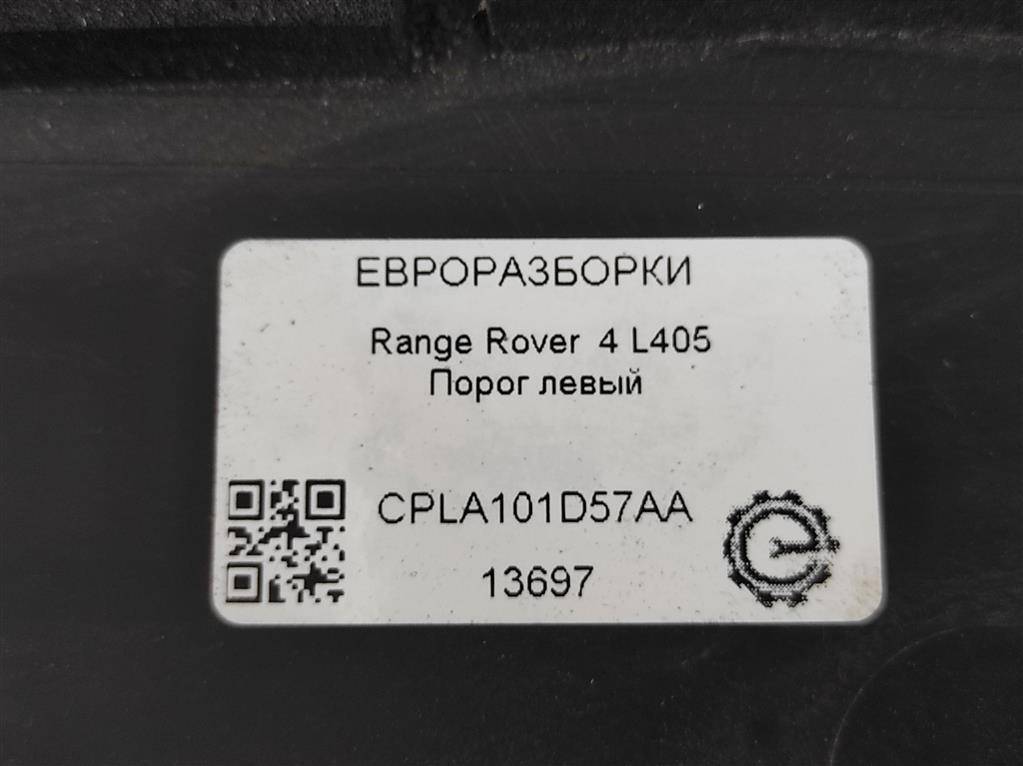 ЕВРОРАЗБОРКИ
Range Rover 4 L405
Порог левый
CPLA101D57AA
13697